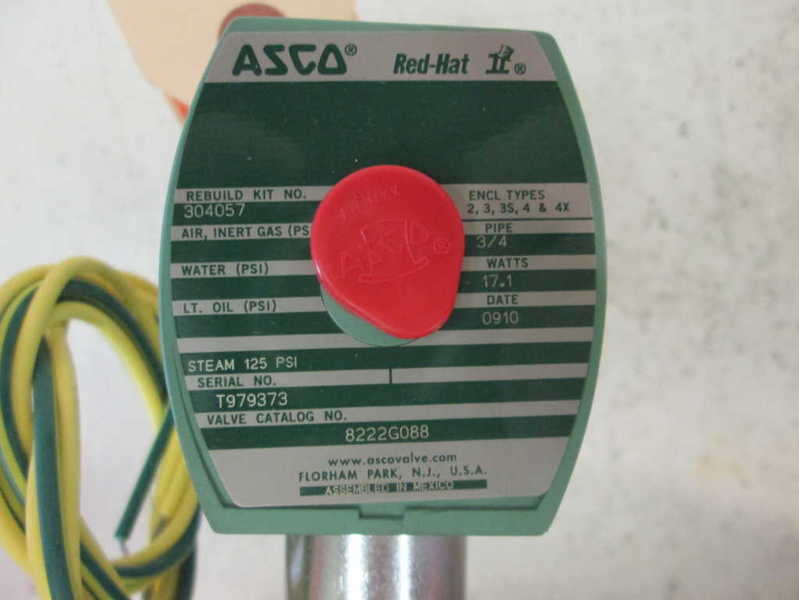 ASCO® Red-Hat II®
REBUILD KIT NO.
304057
ENCL TYPES
2, 3, 3S, 4 & 4X
AIR, INERT GAS (PS
PIPE
3/4
WATER (PSI)
WATTS
17.1
LT. OIL (PSI)
DATE
0910
STEAM 125 PSI
SERIAL NO.
T979373
VALVE CATALOG NO.
8222G088
www.ascovalve.com
FLORHAM PARK, N.J., U.S.A.
ASSEMBLED IN MEXICO
ASCO®